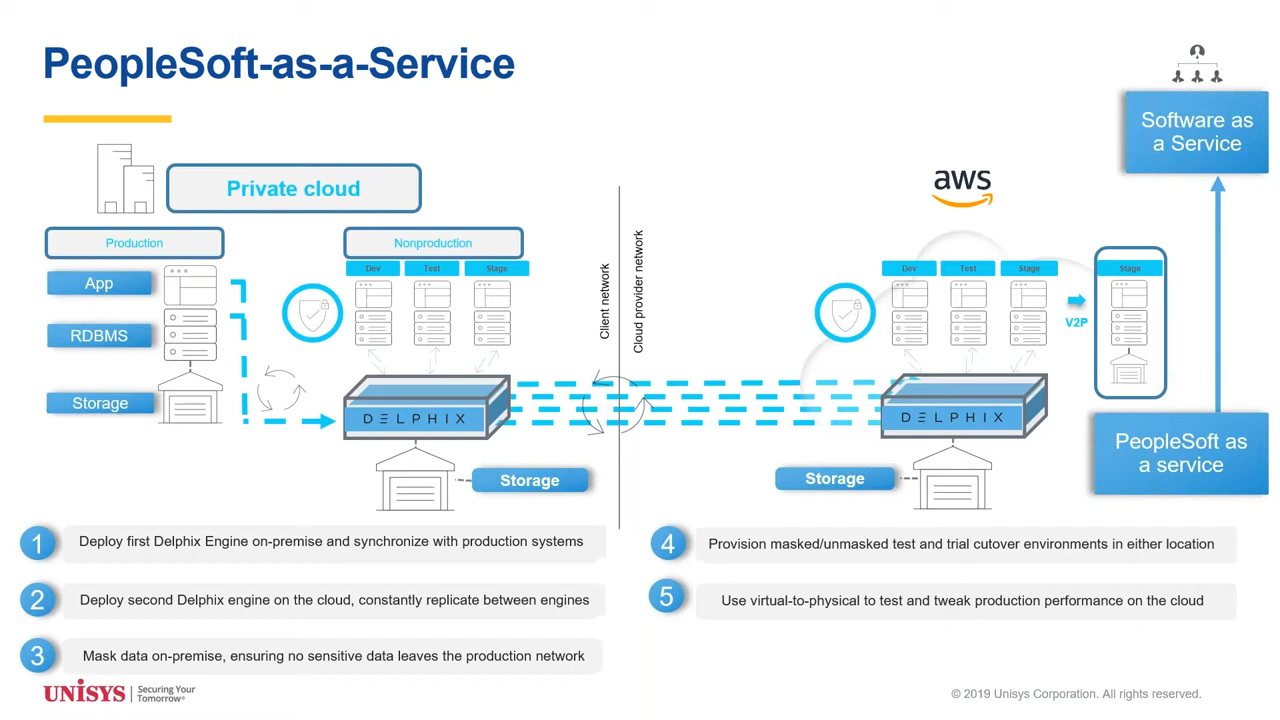 PeopleSoft-as-a-Service
Software as
a Service
Private cloud
aws
Production
Nonproduction
Client network
Cloud provider network
Dev
Test
Stage
Dev
Test
Stage
Stage
App
RDBMS
Storage
V2P
DELPHIX
DELPHIX
PeopleSoft as
a service
Storage
Storage
1
Deploy first Delphix Engine on-premise and synchronize with production systems
2
Deploy second Delphix engine on the cloud, constantly replicate between engines
3
Mask data on-premise, ensuring no sensitive data leaves the production network
4
Provision masked/unmasked test and trial cutover environments in either location
5
Use virtual-to-physical to test and tweak production performance on the cloud
UNISYS
Securing Your
Tomorrow®
© 2019 Unisys Corporation. All rights reserved.